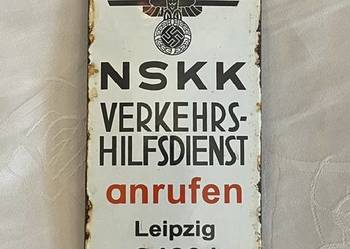 NSKK
VERKEHRS-
HILFSDIENST
anrufen
Leipzig